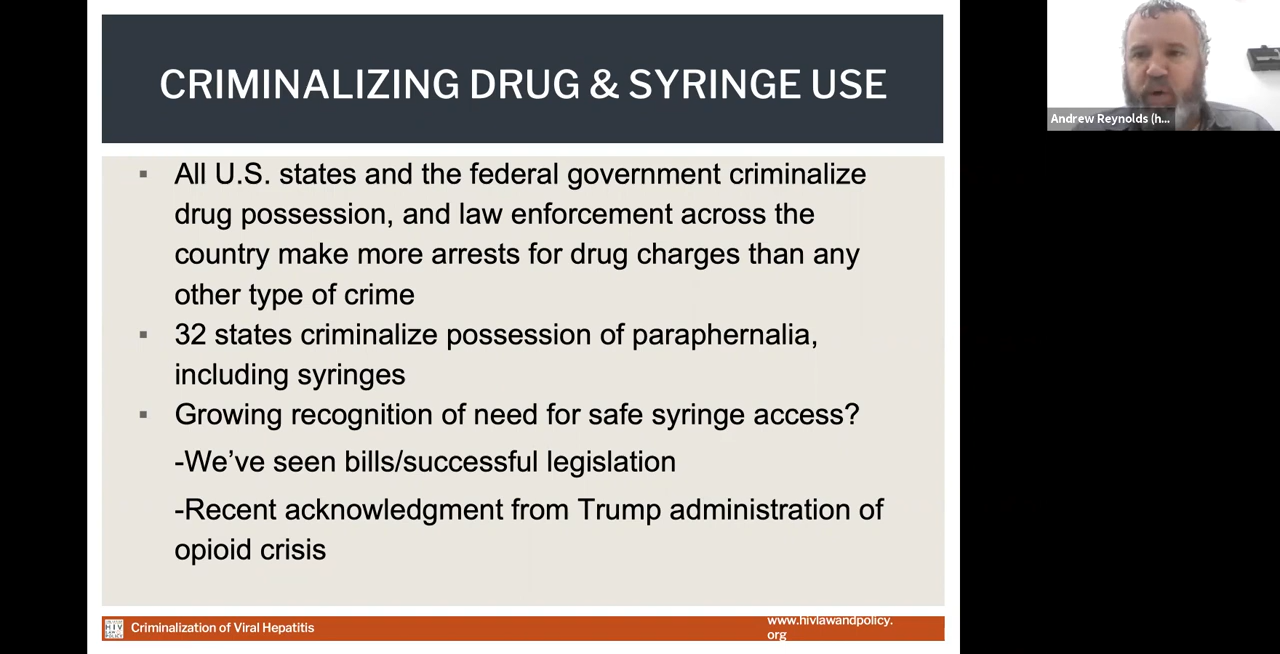 CRIMINALIZING DRUG & SYRINGE USE
▪ All U.S. states and the federal government criminalize
drug possession, and law enforcement across the
country make more arrests for drug charges than any
other type of crime
▪ 32 states criminalize possession of paraphernalia,
including syringes
▪ Growing recognition of need for safe syringe access?
-We’ve seen bills/successful legislation
-Recent acknowledgment from Trump administration of
opioid crisis
HIV
Criminalization of Viral Hepatitis
www.hivlawandpolicy.
org
Andrew Reynolds (h...